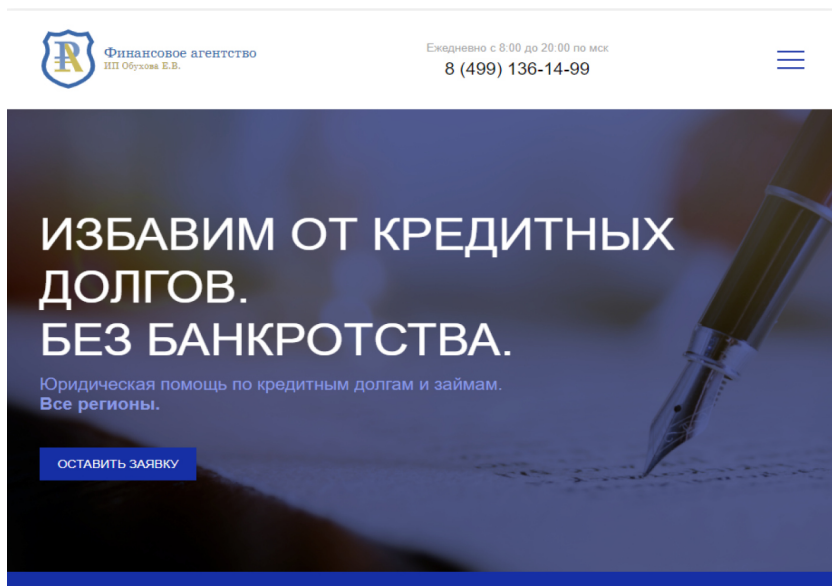 Финансовое агентство
ИП Обухова Е.В.
Ежедневно с 8:00 до 20:00 по мск
8 (499) 136-14-99
ИЗБАВИМ ОТ КРЕДИТНЫХ
ДОЛГОВ.
БЕЗ БАНКРОТСТВА.
Юридическая помощь по кредитным долгам и займам.
Все регионы.
ОСТАВИТЬ ЗАЯВКУ